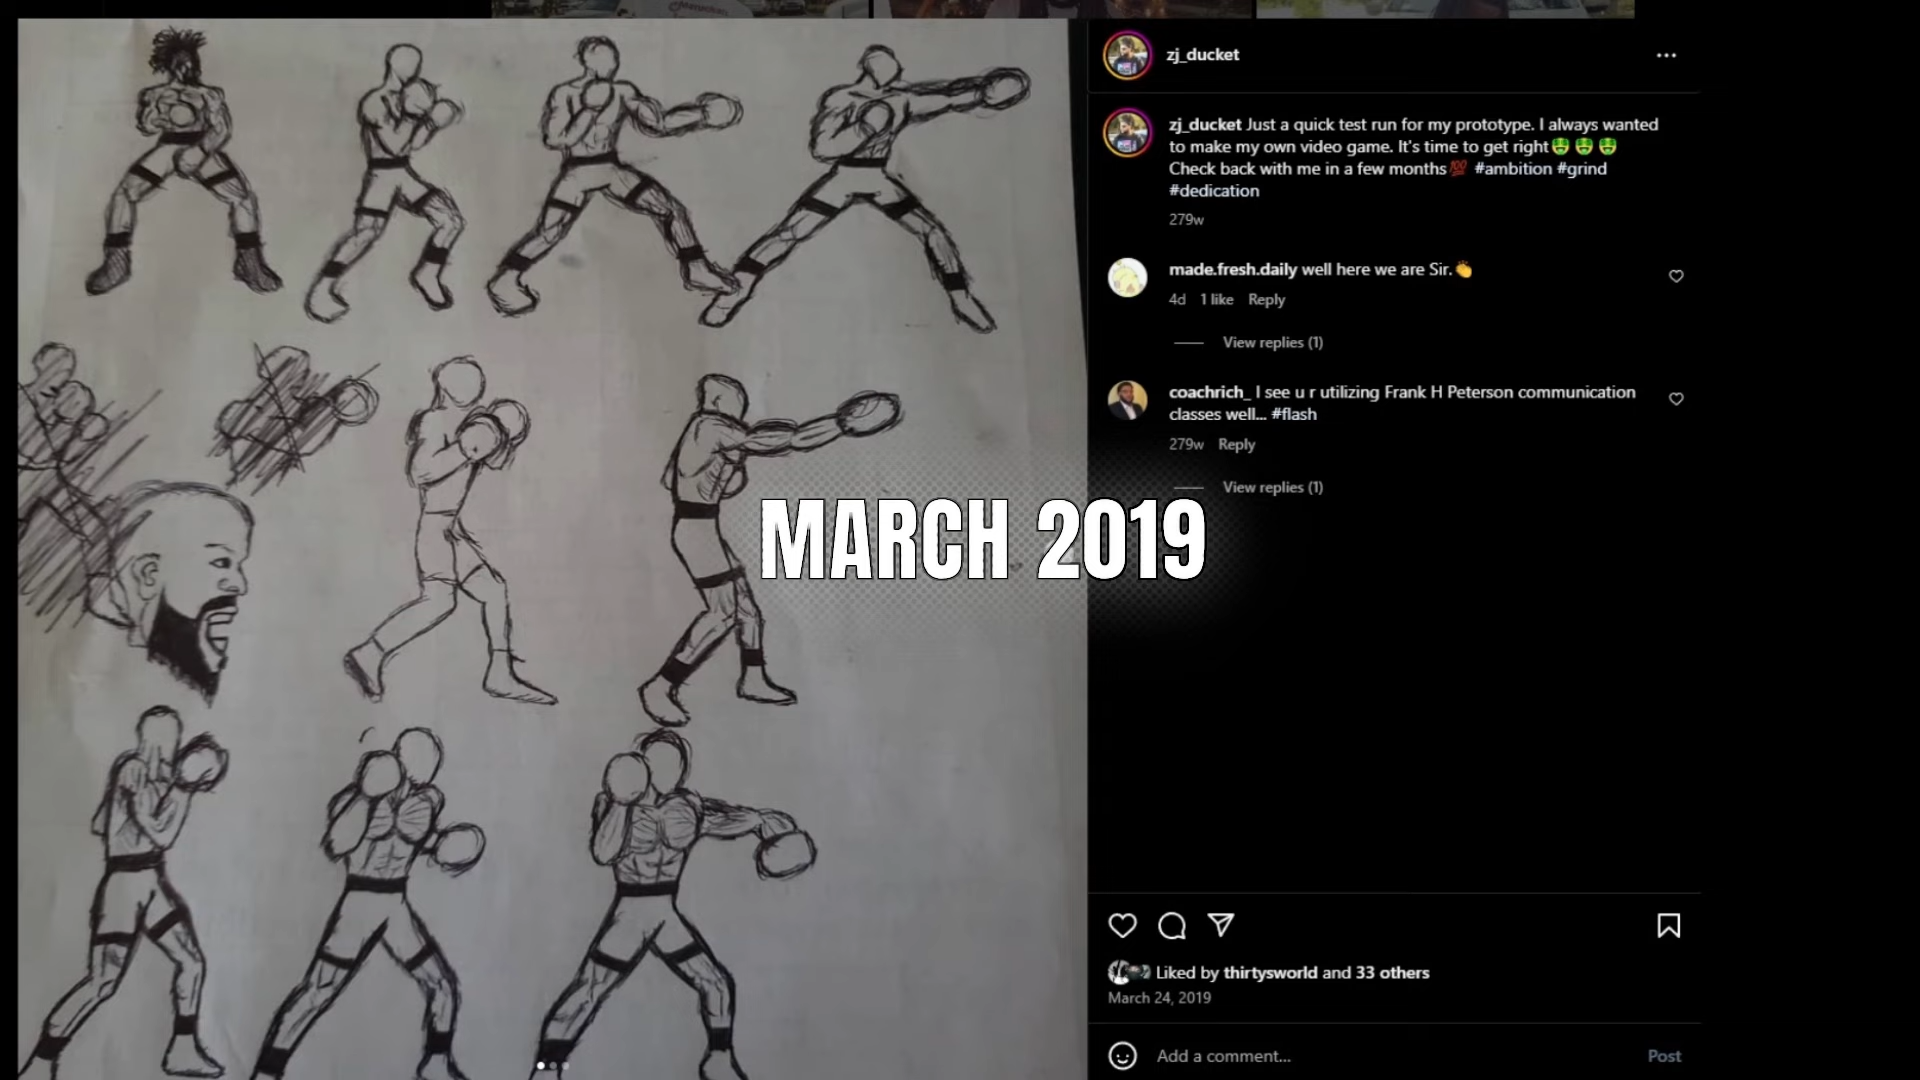 zj_ducket
zj_ducket Just a quick test run for my prototype. I always wanted
to make my own video game. It's time to get right🤑 🤑 🤑
Check back with me in a few months💯 #ambition #grind
#dedication
279w
made.fresh.daily well here we are Sir.👏
4d 1 like Reply
View replies (1)
coachrich_ I see u r utilizing Frank H Peterson communication
classes well... #flash
279w Reply
View replies (1)
MARCH 2019
Liked by thirtysworld and 33 others
March 24, 2019
Add a comment... Post